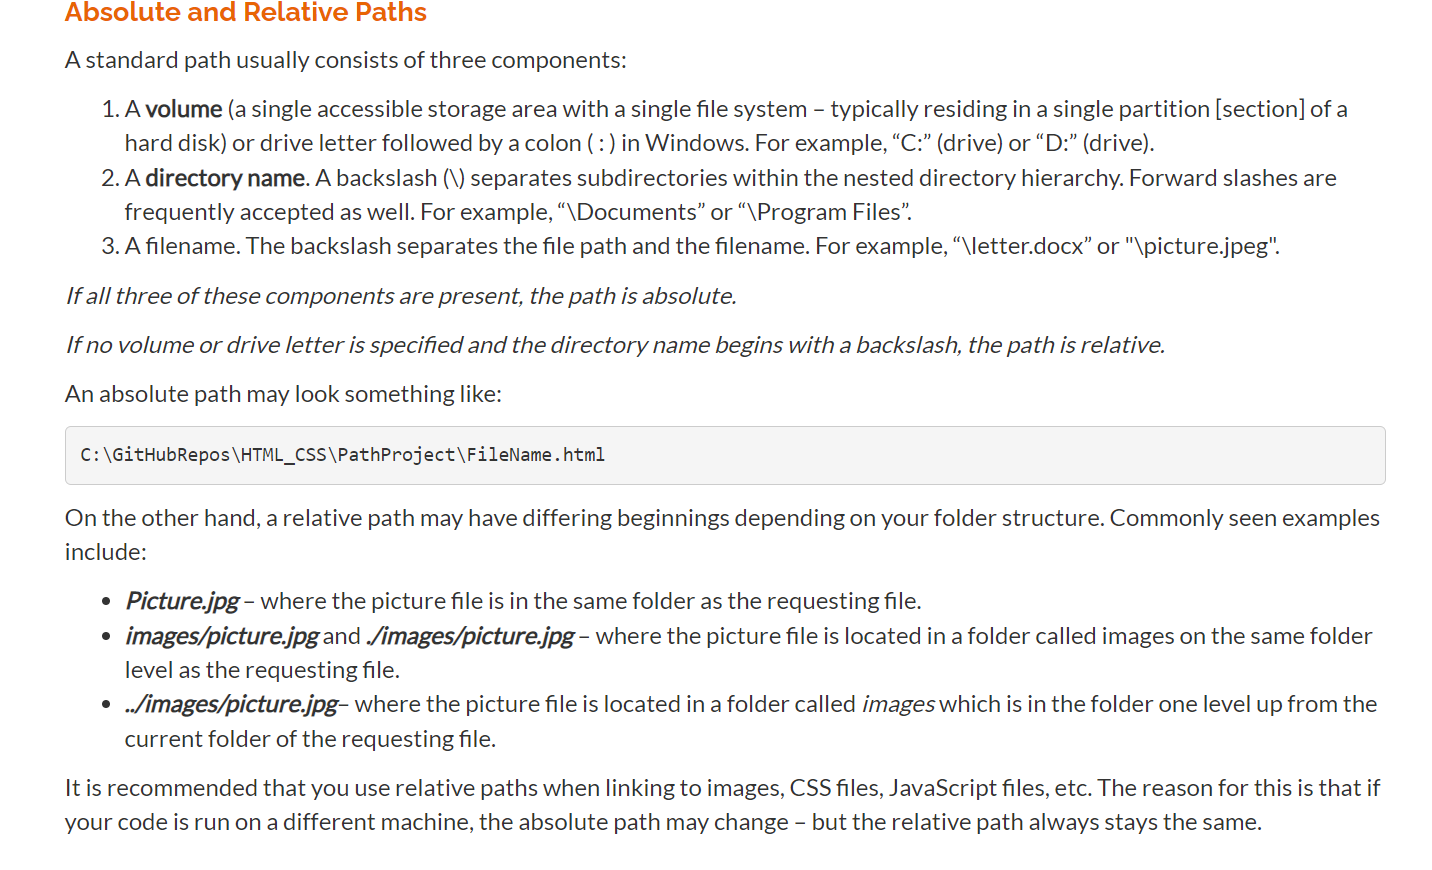 Absolute and Relative Paths
A standard path usually consists of three components:
1. A volume (a single accessible storage area with a single file system – typically residing in a single partition [section] of a
hard disk) or drive letter followed by a colon ( : ) in Windows. For example, “C:” (drive) or “D:” (drive).
2. A directory name. A backslash (\) separates subdirectories within the nested directory hierarchy. Forward slashes are
frequently accepted as well. For example, “\Documents” or “\Program Files”.
3. A filename. The backslash separates the file path and the filename. For example, “\letter.docx” or "\picture.jpeg".
If all three of these components are present, the path is absolute.
If no volume or drive letter is specified and the directory name begins with a backslash, the path is relative.
An absolute path may look something like:
C:\GitHubRepos\HTML_CSS\PathProject\FileName.html
On the other hand, a relative path may have differing beginnings depending on your folder structure. Commonly seen examples
include:
• Picture.jpg – where the picture file is in the same folder as the requesting file.
• images/picture.jpg and ./images/picture.jpg – where the picture file is located in a folder called images on the same folder
level as the requesting file.
• ../images/picture.jpg– where the picture file is located in a folder called images which is in the folder one level up from the
current folder of the requesting file.
It is recommended that you use relative paths when linking to images, CSS files, JavaScript files, etc. The reason for this is that if
your code is run on a different machine, the absolute path may change – but the relative path always stays the same.